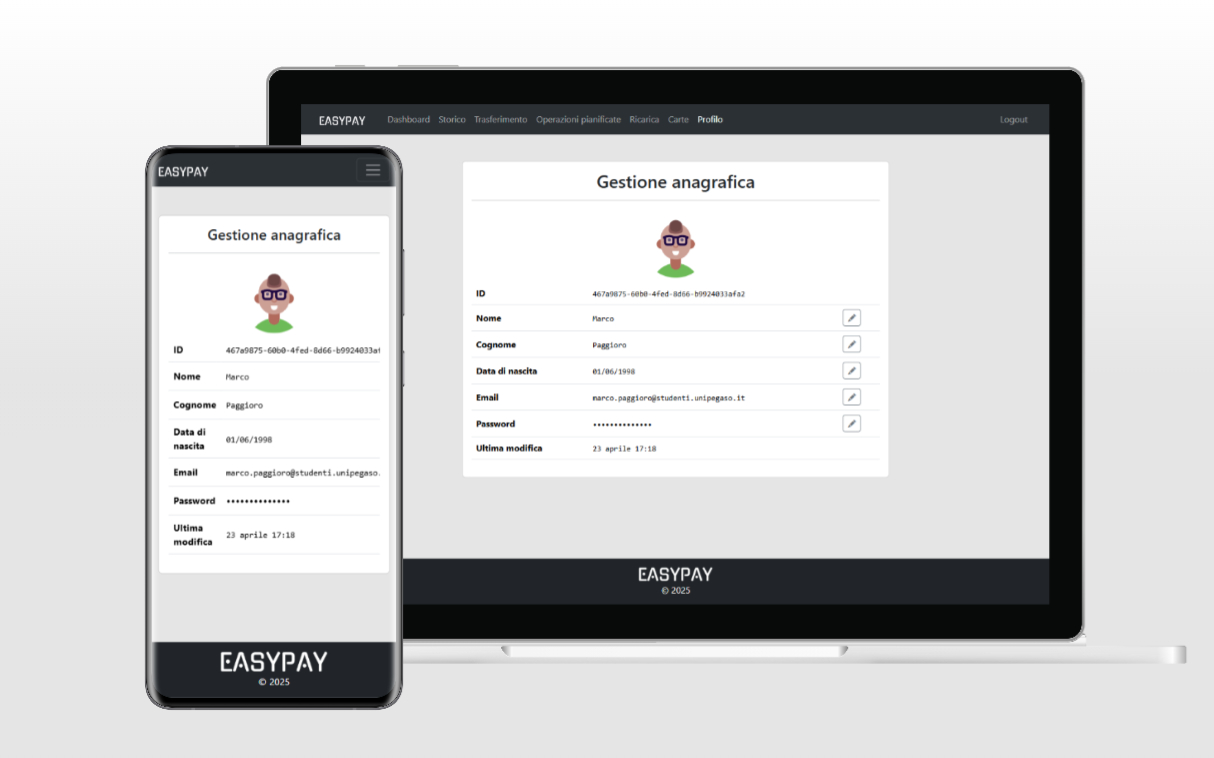 EASYPAY Dashboard Storico Trasferimento Operazioni pianificate Ricarica Carte Profilo Logout
Gestione anagrafica
ID 467a9875-60b0-4fed-8d66-b9924033afa2
Nome Marco
Cognome Paggioro
Data di nascita 01/06/1998
Email marco.paggioro@studenti.unipegaso.it
Password ••••••••••••••
Ultima modifica 23 aprile 17:18
EASYPAY
© 2025
EASYPAY
Gestione anagrafica
ID 467a9875-60b0-4fed-8d66-b9924033af
Nome Marco
Cognome Paggioro
Data di
nascita 01/06/1998
Email marco.paggioro@studenti.unipegaso.
Password ••••••••••••••
Ultima
modifica 23 aprile 17:18
EASYPAY
© 2025